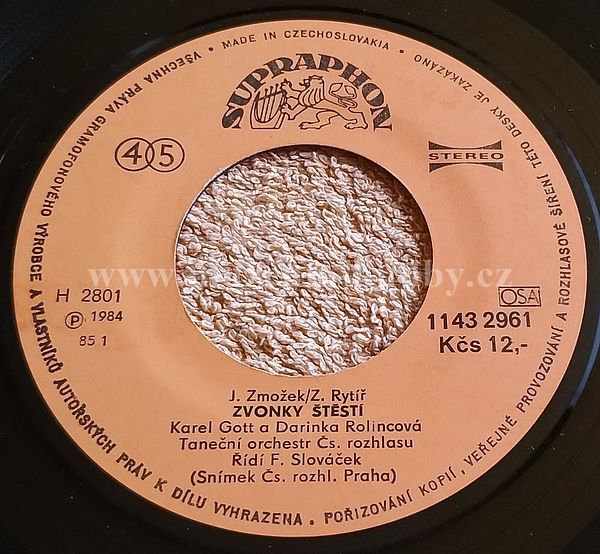 VŠECHNA PRÁVA GRAMOFONOVÉHO VÝROBCE A VLASTNÍKŮ AUTORSKÝCH PRÁV K DÍLU VYHRAZENA • POŘIZOVÁNÍ KOPIÍ, VEŘEJNÉ PROVOZOVÁNÍ A ROZHLASOVÉ ŠÍŘENÍ TÉTO DESKY JE ZAKÁZÁNO • MADE IN CZECHOSLOVAKIA •
SUPRAPHON
45
STEREO
H 2801
Ⓟ 1984
85 1
OSA
1143 2961
Kčs 12,-
J. Zmožek/Z. Rytíř
ZVONKY ŠTĚSTÍ
Karel Gott a Darinka Rolincová
Taneční orchestr Čs. rozhlasu
Řídí F. Slováček
(Snímek Čs. rozhl. Praha)